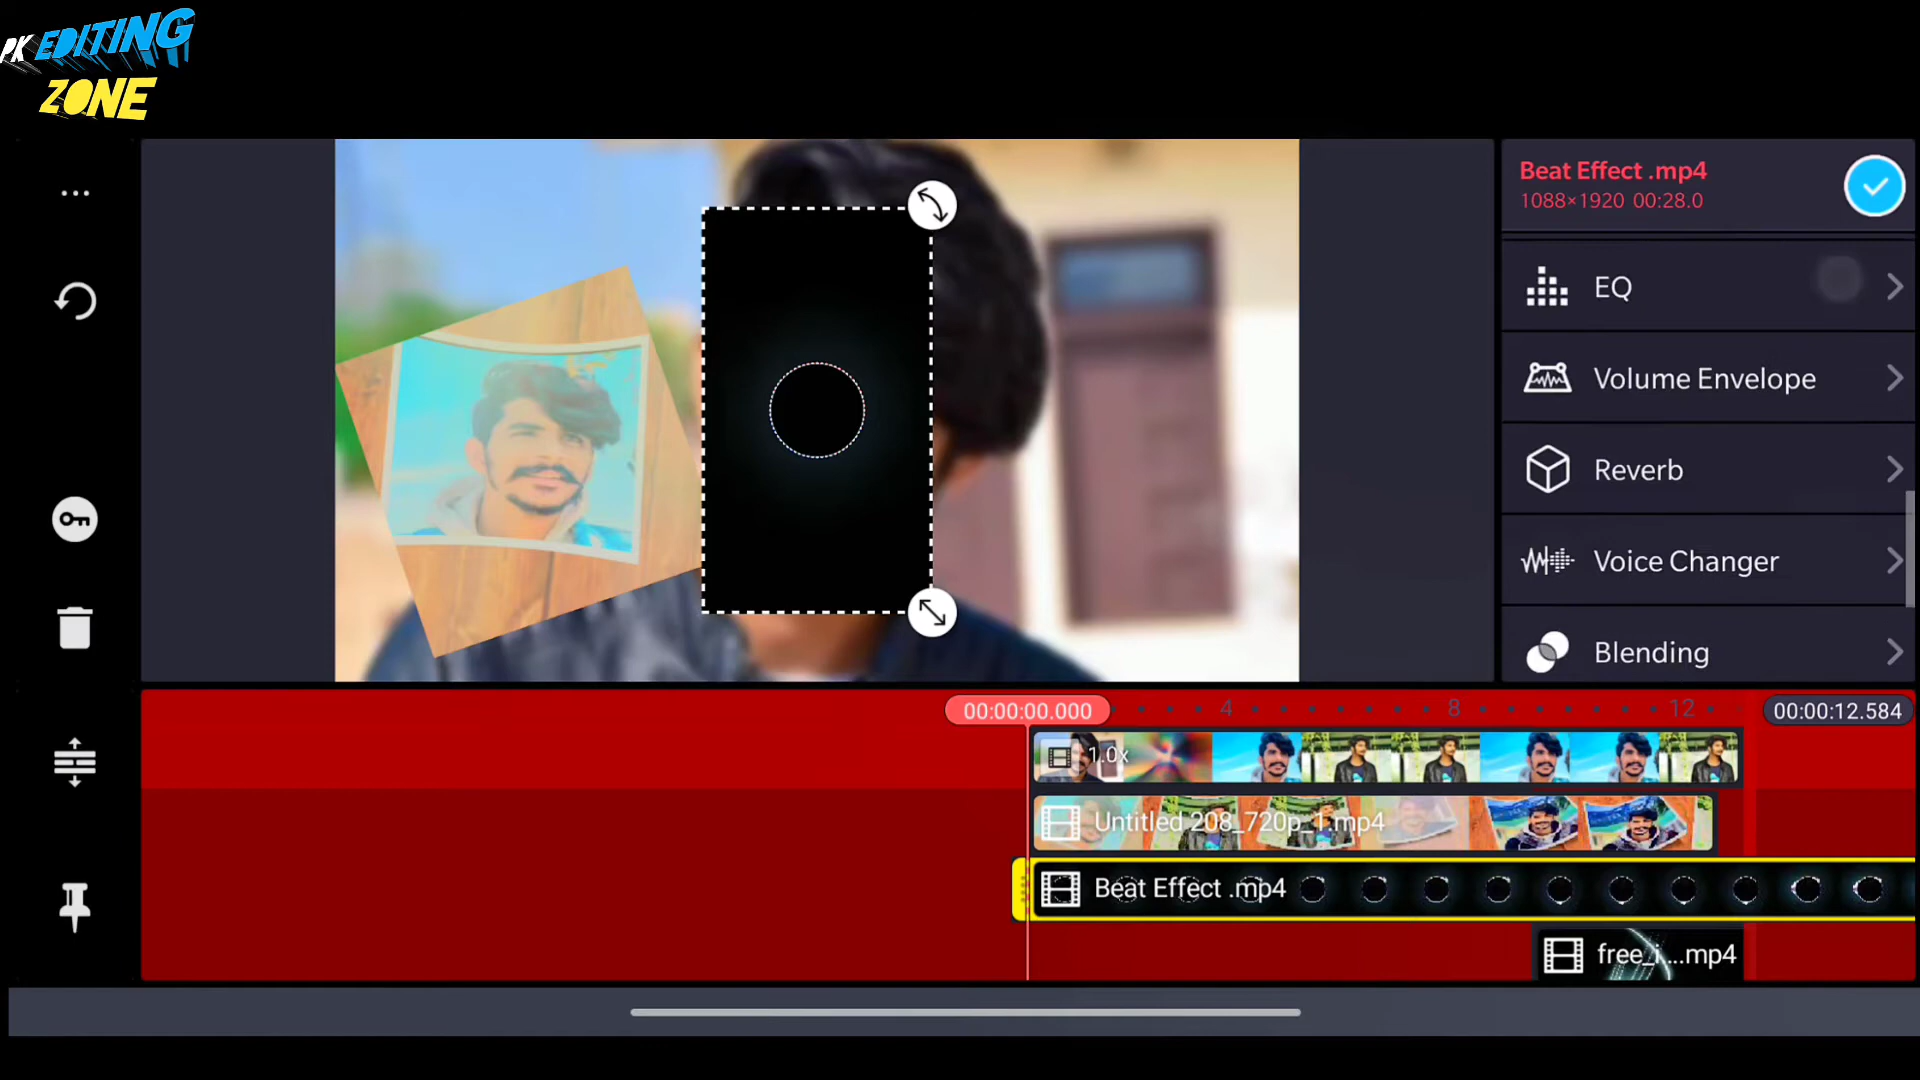 PK EDITING
ZONE
Beat Effect .mp4
1088×1920 00:28.0
EQ
Volume Envelope
Reverb
Voice Changer
Blending
00:00:00.000
4
8
12
00:00:12.584
1.0x
Untitled 208_720p_1.mp4
Beat Effect .mp4
free_i...mp4